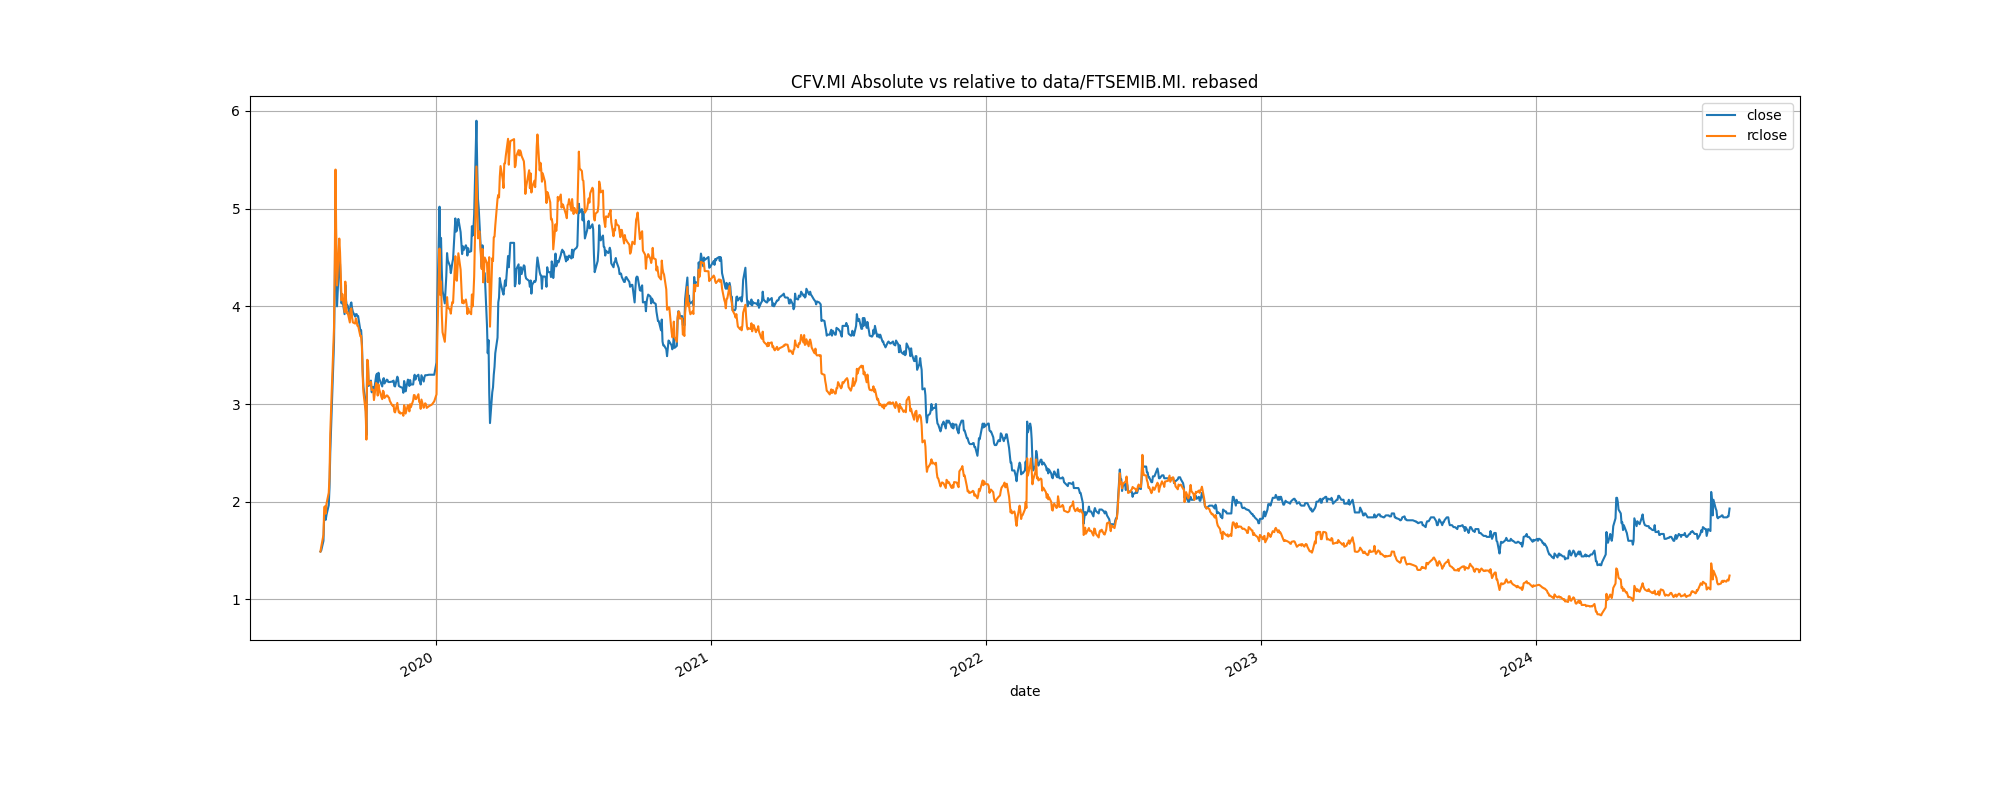 CFV.MI Absolute vs relative to data/FTSEMIB.MI. rebased
close
rclose
6
5
4
3
2
1
2020
2021
2022
2023
2024
date